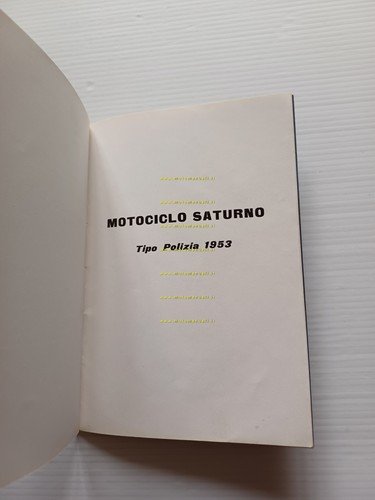 MOTOCICLO SATURNO
Tipo Polizia 1953